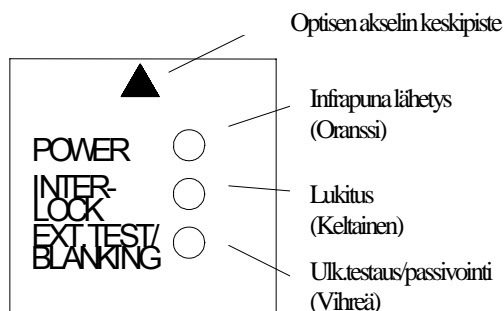 Optisen akselin keskipiste
Infrapuna lähetys
(Oranssi)
POWER
INTER-
LOCK
Lukitus
(Keltainen)
EXT. TEST/
BLANKING
Ulk.testaus/passivointi
(Vihreä)